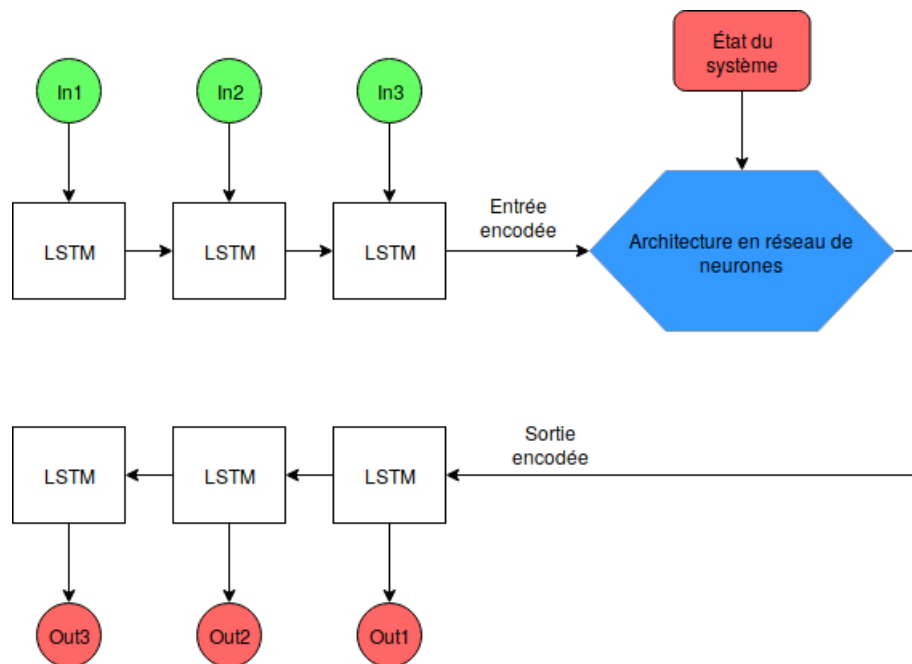 État du
système
In1
In2
In3
LSTM
LSTM
LSTM
Entrée
encodée
Architecture en réseau de
neurones
LSTM
LSTM
LSTM
Sortie
encodée
Out3
Out2
Out1